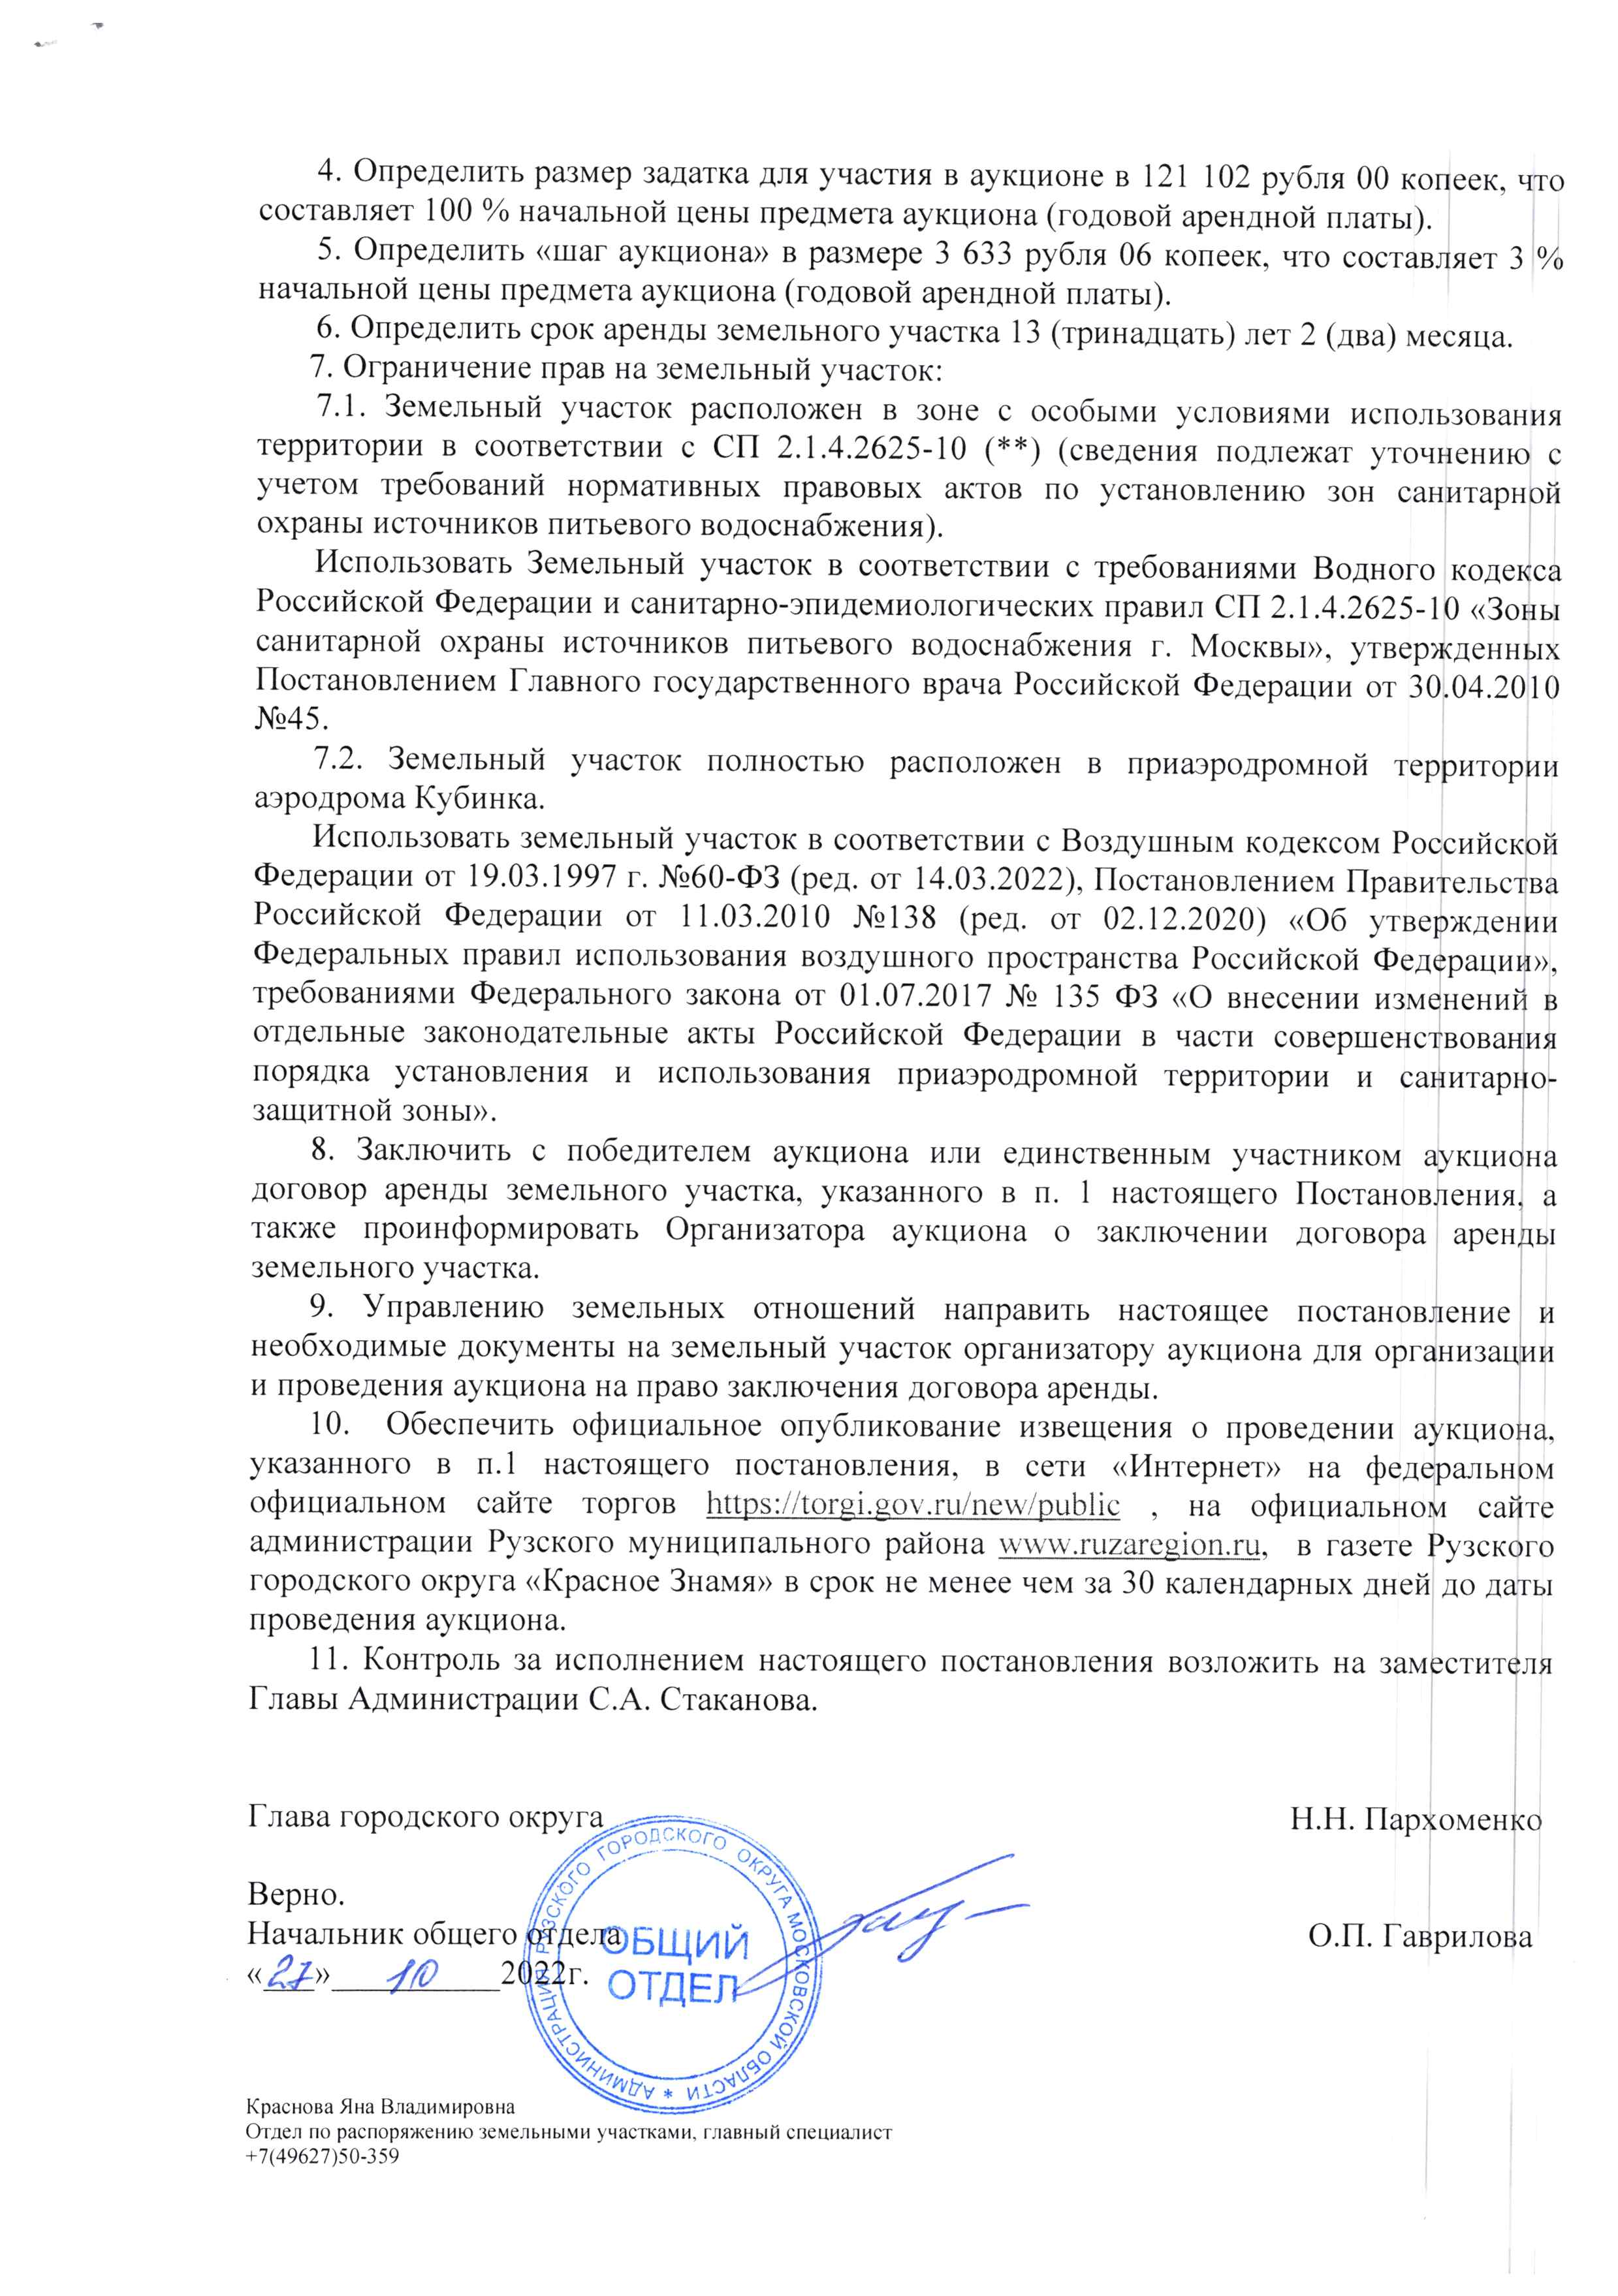 4. Определить размер задатка для участия в аукционе в 121 102 рубля 00 копеек, что
составляет 100 % начальной цены предмета аукциона (годовой арендной платы).
5. Определить «шаг аукциона» в размере 3 633 рубля 06 копеек, что составляет 3 %
начальной цены предмета аукциона (годовой арендной платы).
6. Определить срок аренды земельного участка 13 (тринадцать) лет 2 (два) месяца.
7. Ограничение прав на земельный участок:
7.1. Земельный участок расположен в зоне с особыми условиями использования
территории в соответствии с СП 2.1.4.2625-10 (**) (сведения подлежат уточнению с
учетом требований нормативных правовых актов по установлению зон санитарной
охраны источников питьевого водоснабжения).
Использовать Земельный участок в соответствии с требованиями Водного кодекса
Российской Федерации и санитарно-эпидемиологических правил СП 2.1.4.2625-10 «Зоны
санитарной охраны источников питьевого водоснабжения г. Москвы», утвержденных
Постановлением Главного государственного врача Российской Федерации от 30.04.2010
№45.
7.2. Земельный участок полностью расположен в приаэродромной территории
аэродрома Кубинка.
Использовать земельный участок в соответствии с Воздушным кодексом Российской
Федерации от 19.03.1997 г. №60-ФЗ (ред. от 14.03.2022), Постановлением Правительства
Российской Федерации от 11.03.2010 №138 (ред. от 02.12.2020) «Об утверждении
Федеральных правил использования воздушного пространства Российской Федерации»,
требованиями Федерального закона от 01.07.2017 № 135 ФЗ «О внесении изменений в
отдельные законодательные акты Российской Федерации в части совершенствования
порядка установления и использования приаэродромной территории и санитарно-
защитной зоны».
8. Заключить с победителем аукциона или единственным участником аукциона
договор аренды земельного участка, указанного в п. 1 настоящего Постановления, а
также проинформировать Организатора аукциона о заключении договора аренды
земельного участка.
9. Управлению земельных отношений направить настоящее постановление и
необходимые документы на земельный участок организатору аукциона для организации
и проведения аукциона на право заключения договора аренды.
10. Обеспечить официальное опубликование извещения о проведении аукциона,
указанного в п.1 настоящего постановления, в сети «Интернет» на федеральном
официальном сайте торгов https://torgi.gov.ru/new/public , на официальном сайте
администрации Рузского муниципального района www.ruzaregion.ru, в газете Рузского
городского округа «Красное Знамя» в срок не менее чем за 30 календарных дней до даты
проведения аукциона.
11. Контроль за исполнением настоящего постановления возложить на заместителя
Главы Администрации С.А. Стаканова.
Глава городского округа Н.Н. Пархоменко
Верно.
Начальник общего отдела О.П. Гаврилова
«27» 10 2022г.
АДМИНИСТРАЦИЯ РУЗСКОГО ГОРОДСКОГО ОКРУГА МОСКОВСКОЙ ОБЛАСТИ *
ОБЩИЙ
ОТДЕЛ
Краснова Яна Владимировна
Отдел по распоряжению земельными участками, главный специалист
+7(49627)50-359